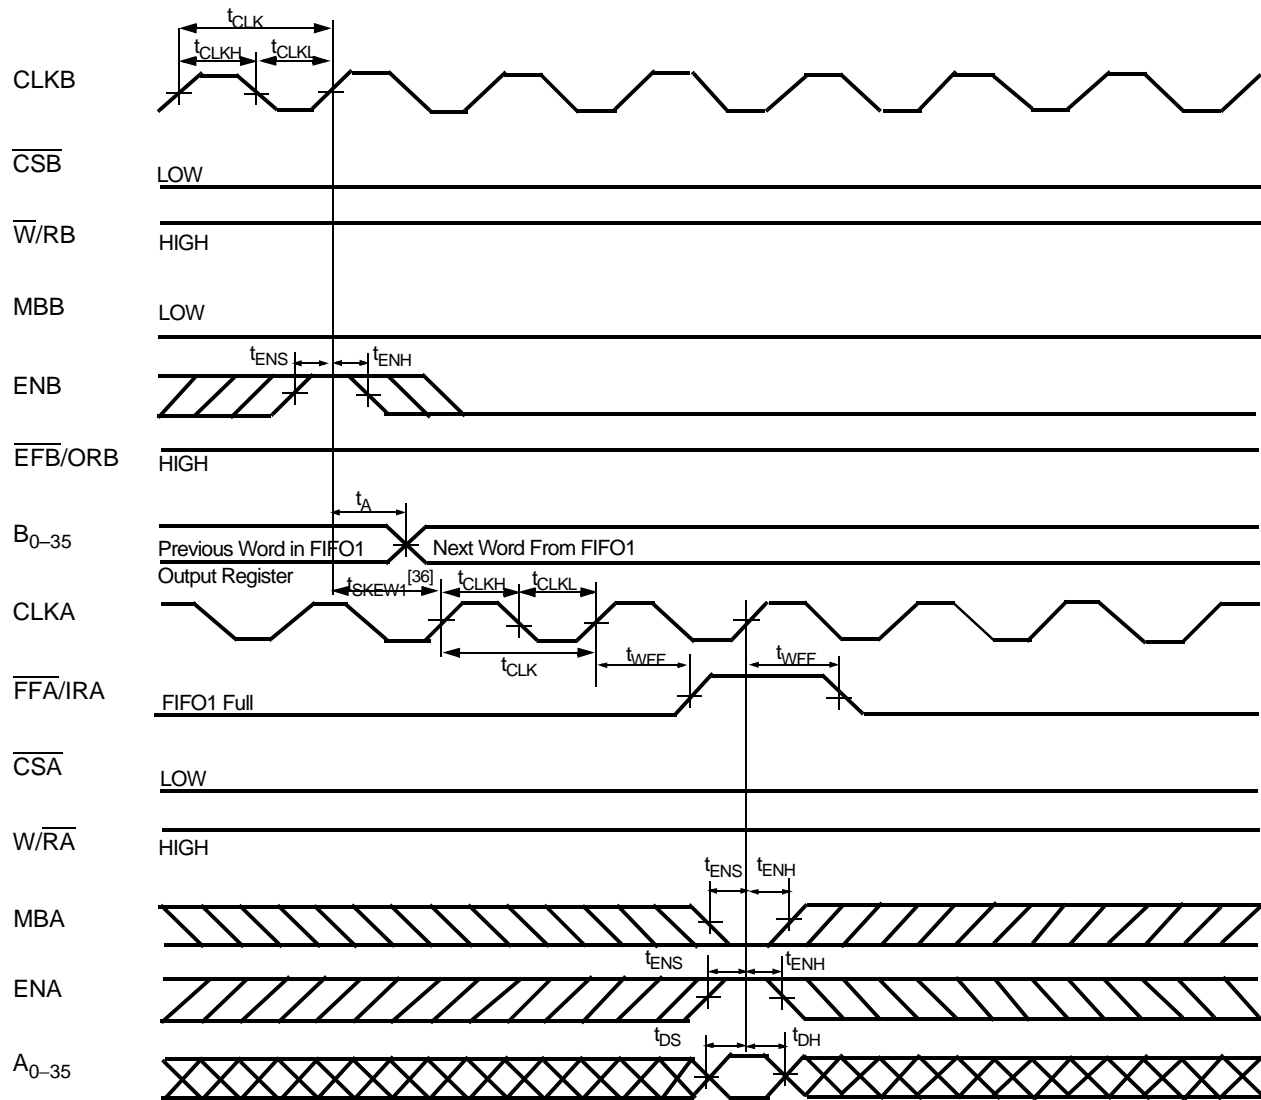 tCLK
tCLKH tCLKL
CLKB
CSB
LOW
W/RB
HIGH
MBB
LOW
tENS tENH
ENB
EFB/ORB
HIGH
tA
B0–35
Previous Word in FIFO1 Next Word From FIFO1
Output Register
tSKEW1[36] tCLKH tCLKL
CLKA
tCLK
tWFF tWFF
FFA/IRA
FIFO1 Full
CSA
LOW
W/RA
HIGH
tENS tENH
MBA
tENS tENH
ENA
tDS tDH
A0–35